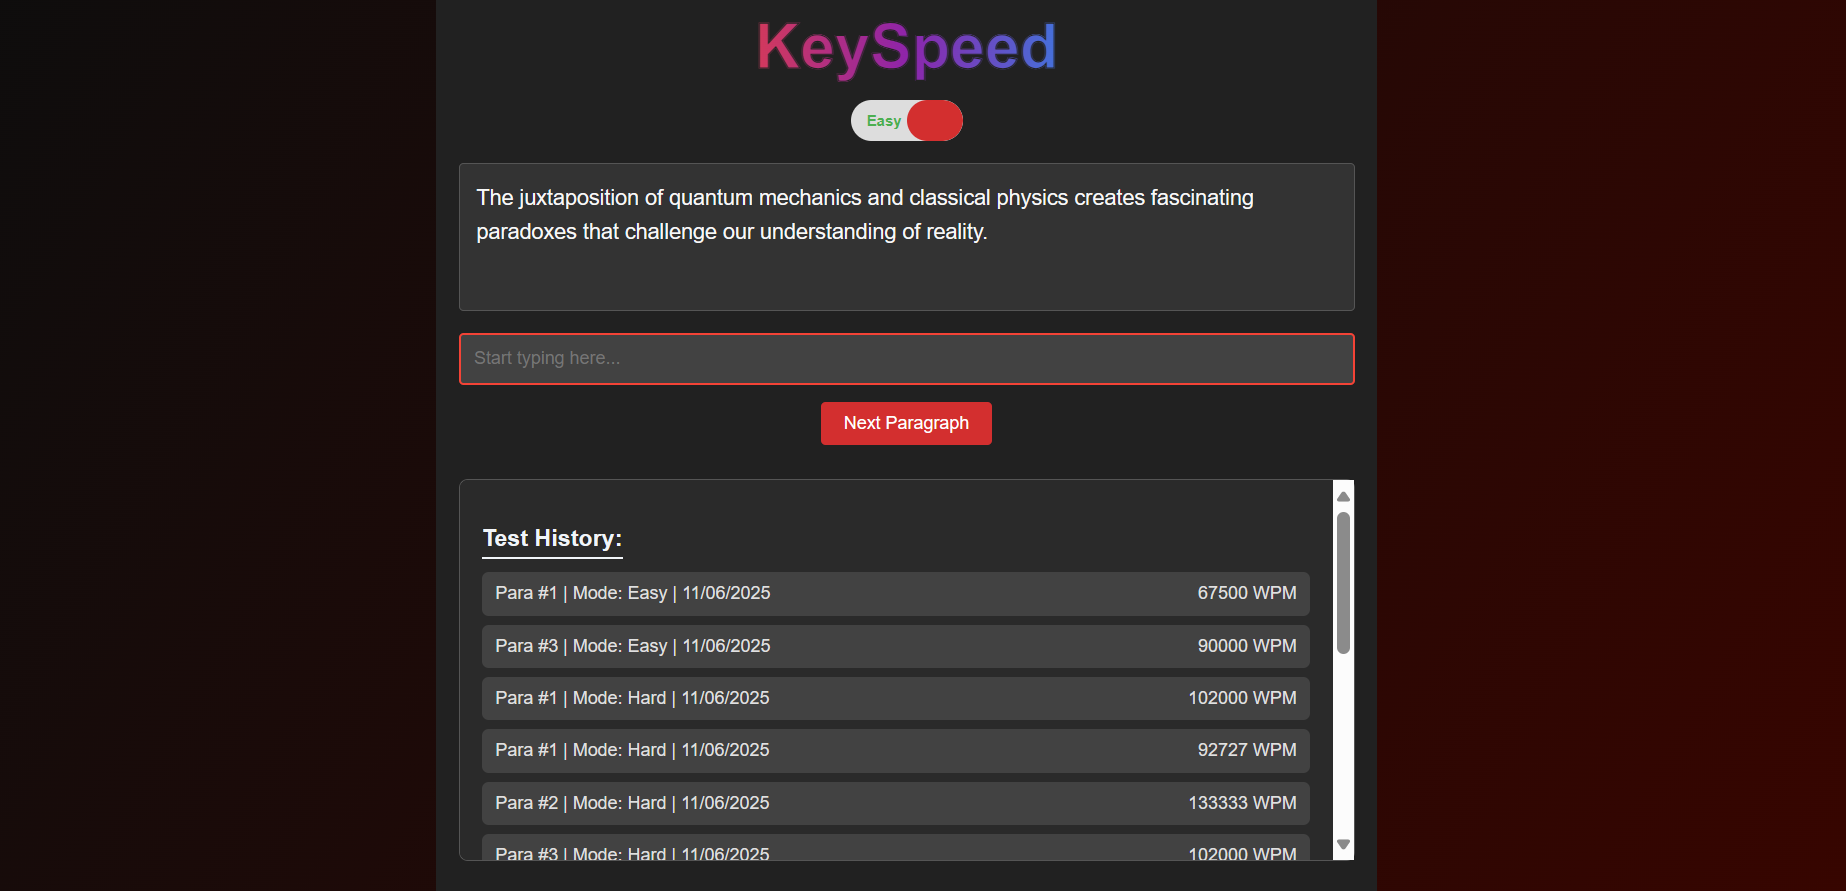 KeySpeed
Easy
The juxtaposition of quantum mechanics and classical physics creates fascinating
paradoxes that challenge our understanding of reality.
Start typing here...
Next Paragraph
Test History:
Para #1 | Mode: Easy | 11/06/2025 67500 WPM
Para #3 | Mode: Easy | 11/06/2025 90000 WPM
Para #1 | Mode: Hard | 11/06/2025 102000 WPM
Para #1 | Mode: Hard | 11/06/2025 92727 WPM
Para #2 | Mode: Hard | 11/06/2025 133333 WPM
Para #3 | Mode: Hard | 11/06/2025 102000 WPM